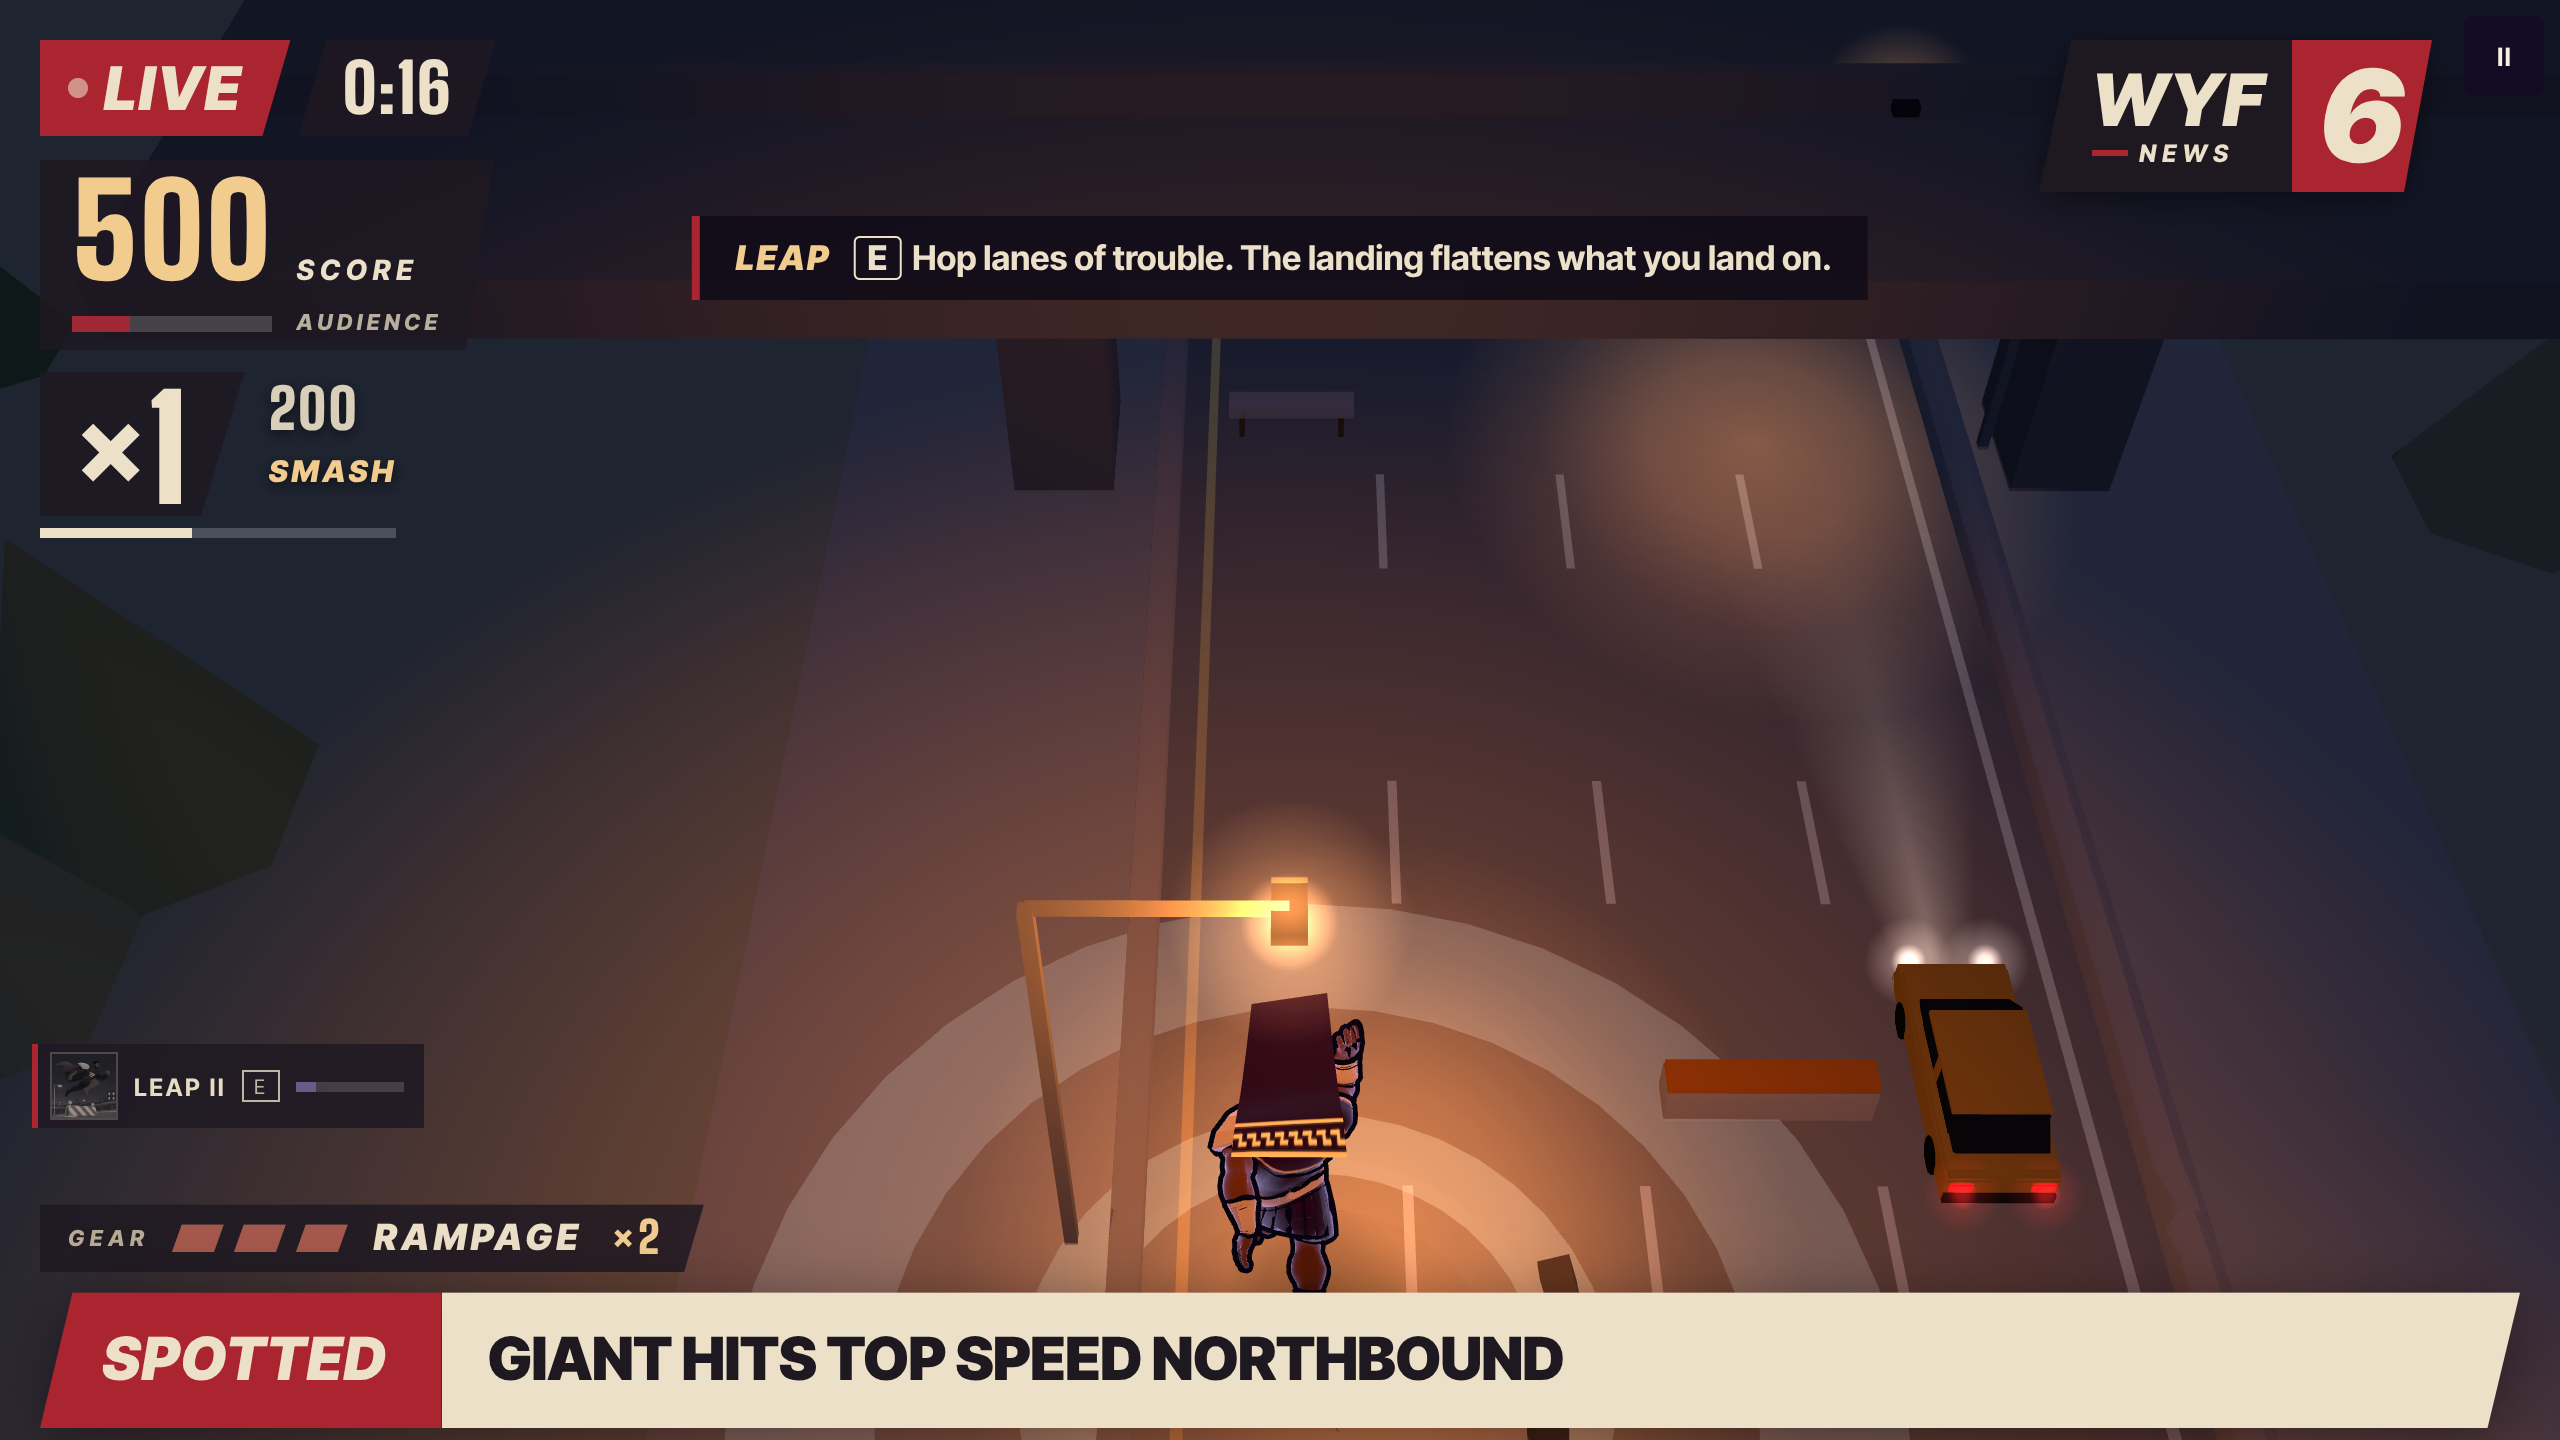 LIVE
0:16
WYF
NEWS
6
500 SCORE
AUDIENCE
×1
200
SMASH
LEAP E Hop lanes of trouble. The landing flattens what you land on.
LEAP II E
GEAR RAMPAGE ×2
SPOTTED GIANT HITS TOP SPEED NORTHBOUND